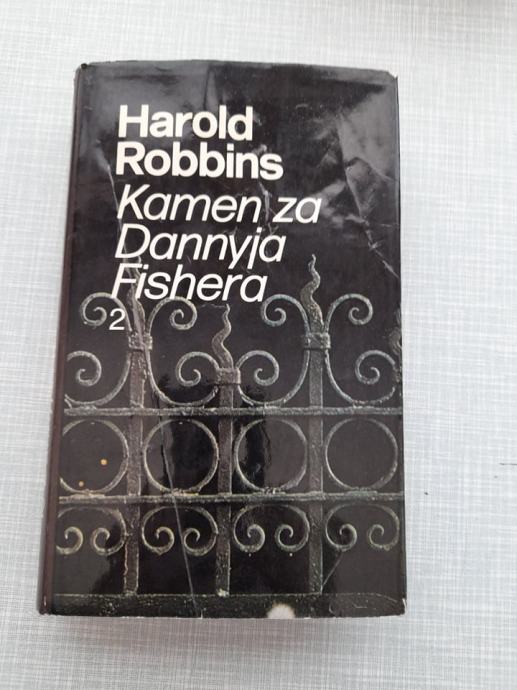 Harold
Robbins
Kamen za
Dannyja
Fishera
2